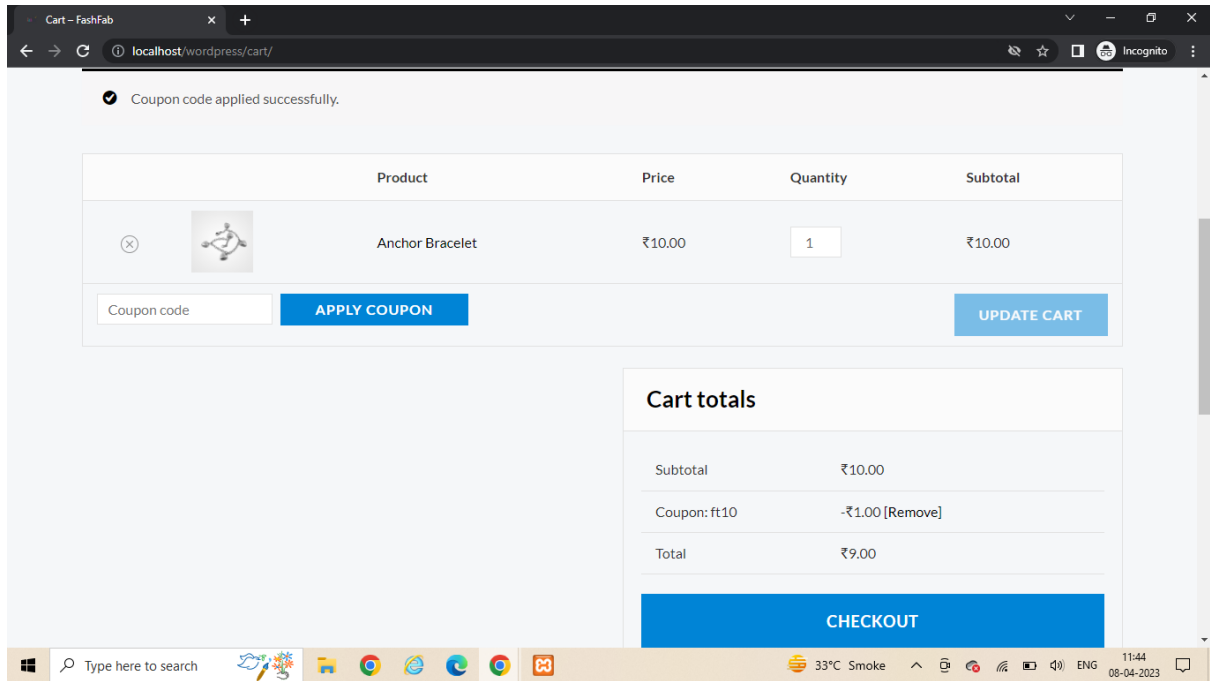 Cart – FashFab
localhost/wordpress/cart/
Incognito
Coupon code applied successfully.
Product Price Quantity Subtotal
Anchor Bracelet ₹10.00 1 ₹10.00
Coupon code APPLY COUPON UPDATE CART
Cart totals
Subtotal ₹10.00
Coupon: ft10 -₹1.00 [Remove]
Total ₹9.00
CHECKOUT
Type here to search 33°C Smoke ENG 11:44
08-04-2023